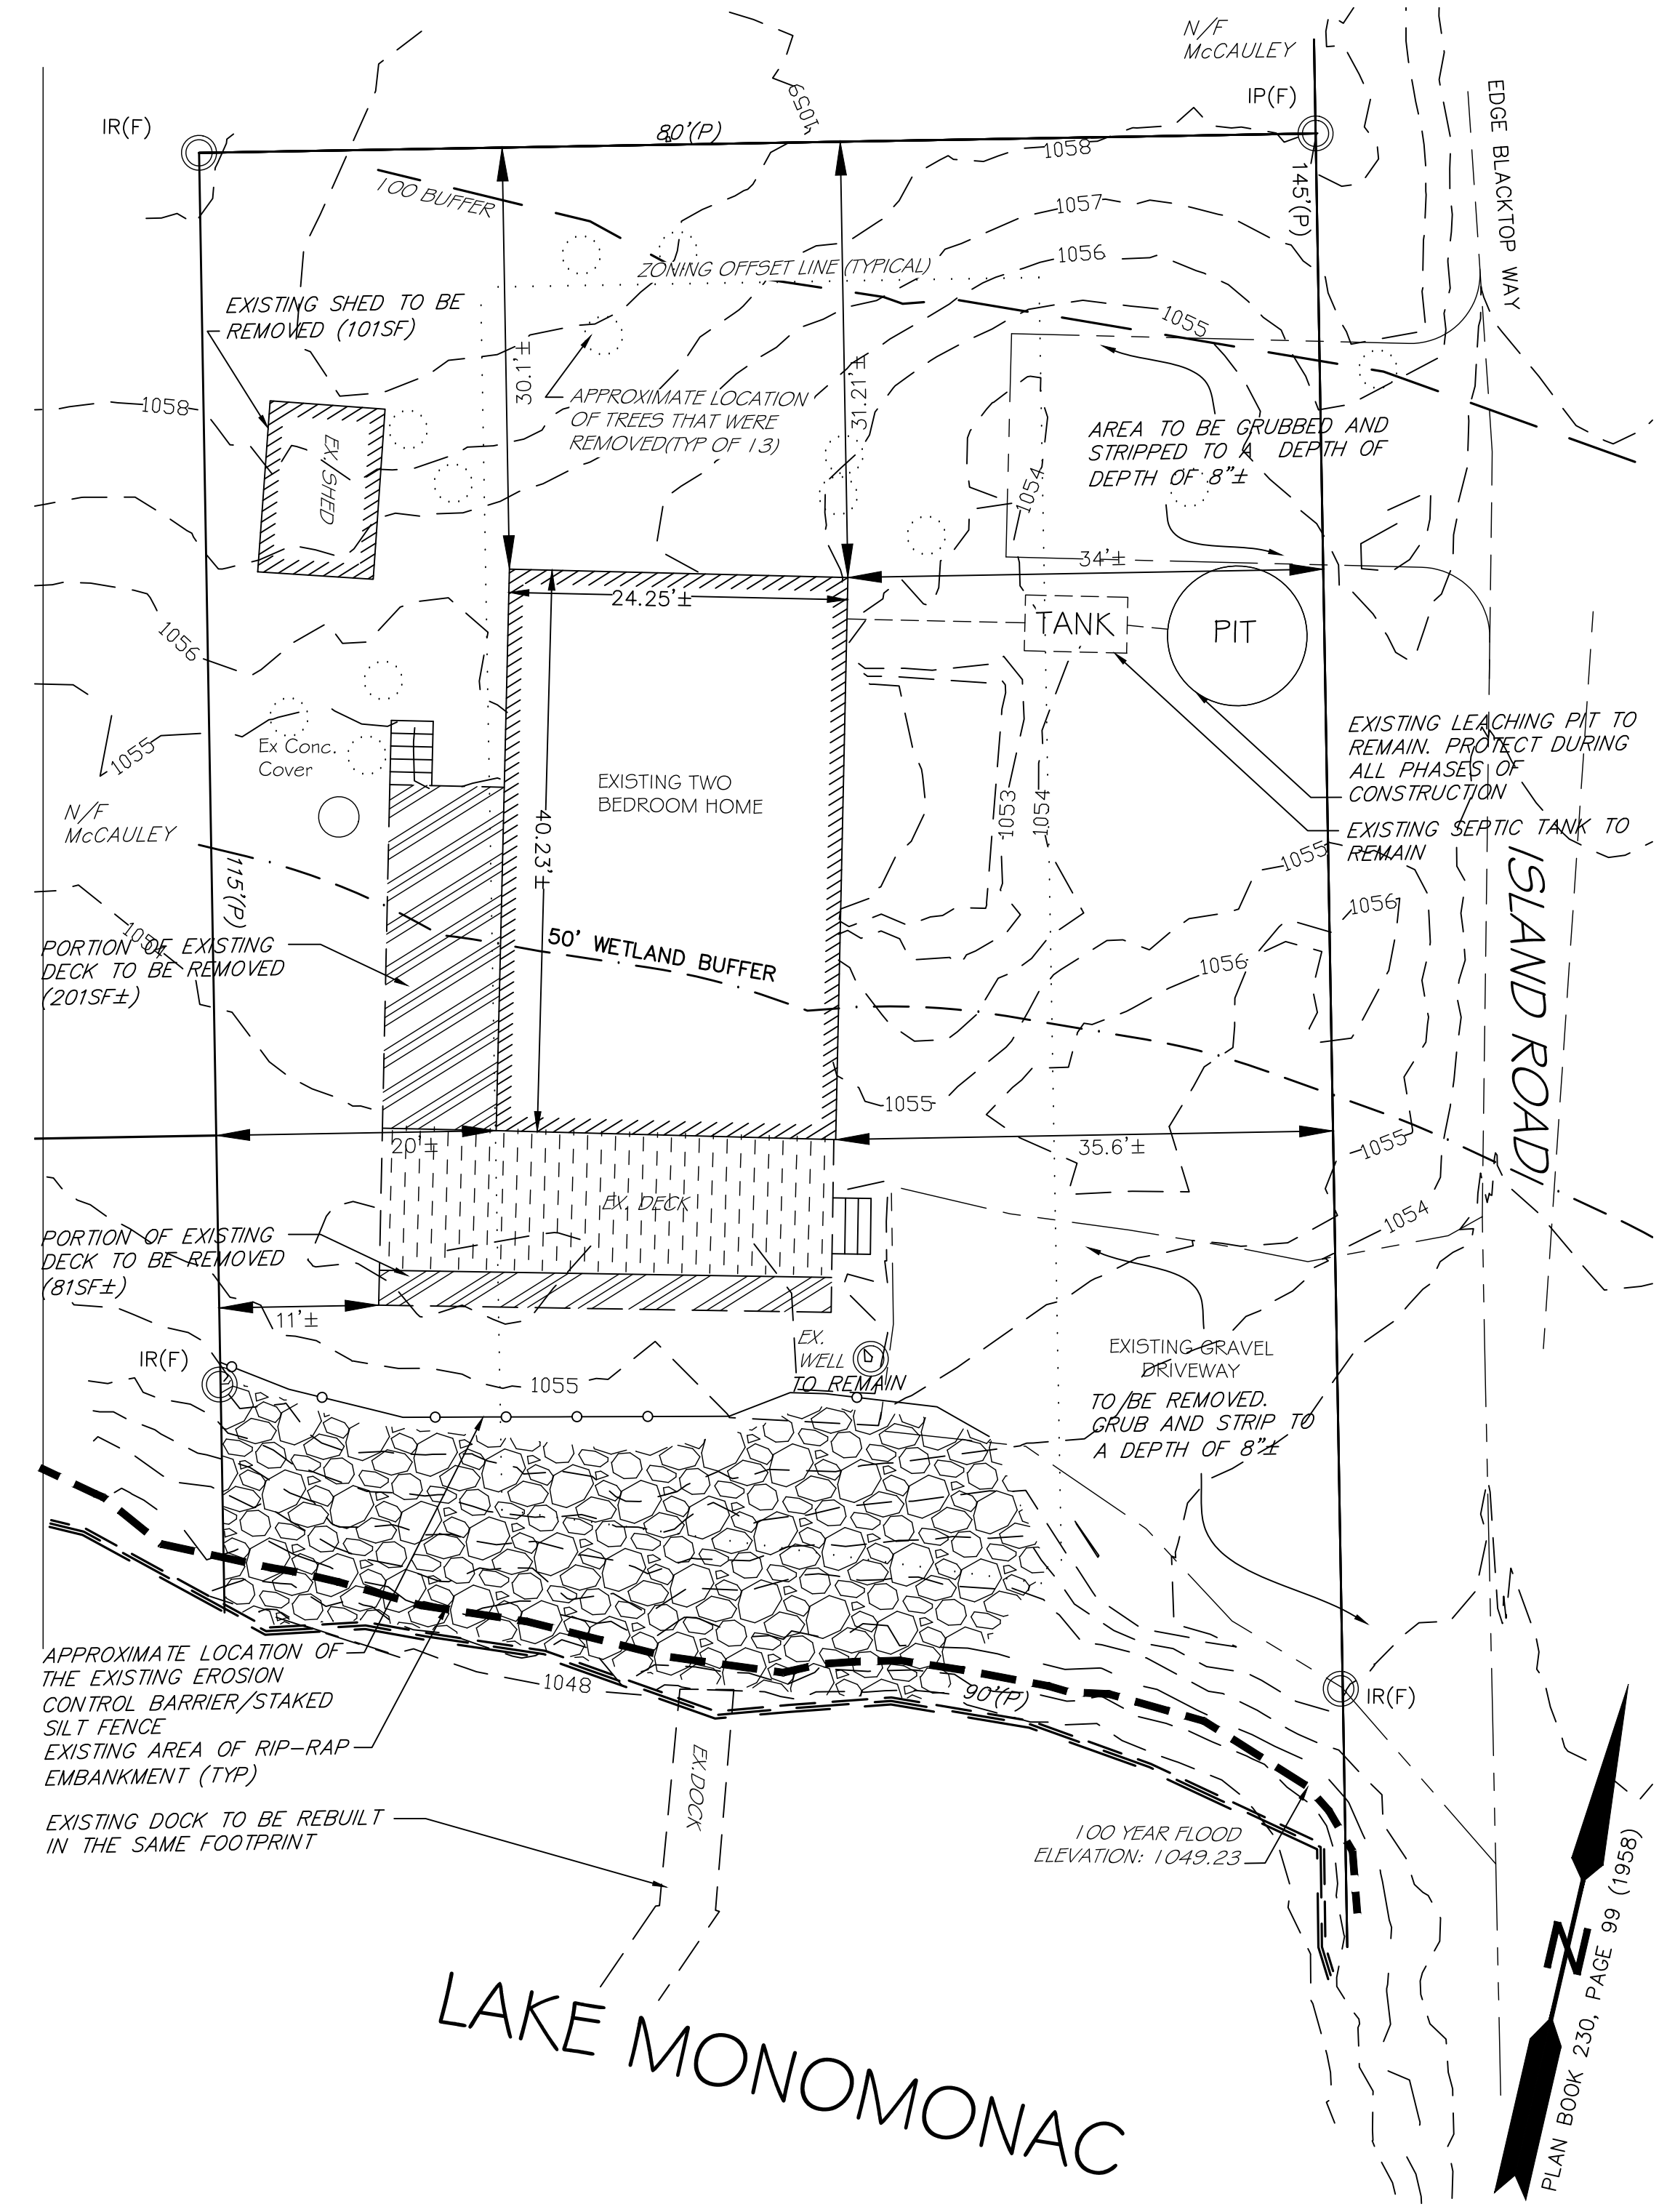 N/F
McCAULEY
IR(F)
IP(F)
80'(P)
1059
1058
145'(P)
EDGE BLACKTOP WAY
100 BUFFER
1057
1056
ZONING OFFSET LINE (TYPICAL)
EXISTING SHED TO BE
REMOVED (101SF)
1055
30.1'±
31.21'±
1058
APPROXIMATE LOCATION
OF TREES THAT WERE
REMOVED(TYP OF 13)
AREA TO BE GRUBBED AND
STRIPPED TO A DEPTH OF
DEPTH OF 8"±
EX. SHED
1054
34'±
24.25'±
TANK
PIT
1056
EXISTING LEACHING PIT TO
REMAIN. PROTECT DURING
ALL PHASES OF
CONSTRUCTION
1055
Ex Conc.
Cover
EXISTING TWO
BEDROOM HOME
1053
1054
N/F
McCAULEY
40.23'±
EXISTING SEPTIC TANK TO
REMAIN
1055
115'(P)
ISLAND ROAD
1056
1054
PORTION OF EXISTING
DECK TO BE REMOVED
(201SF±)
50' WETLAND BUFFER
1056
1055
20'±
35.6'±
1055
EX. DECK
1054
PORTION OF EXISTING
DECK TO BE REMOVED
(81SF±)
11'±
EX.
WELL
TO REMAIN
EXISTING GRAVEL
DRIVEWAY
TO BE REMOVED.
GRUB AND STRIP TO
A DEPTH OF 8"±
IR(F)
1055
APPROXIMATE LOCATION OF
THE EXISTING EROSION
CONTROL BARRIER/STAKED
SILT FENCE
1048
90'(P)
IR(F)
EXISTING AREA OF RIP-RAP
EMBANKMENT (TYP)
EX.DOCK
EXISTING DOCK TO BE REBUILT
IN THE SAME FOOTPRINT
100 YEAR FLOOD
ELEVATION: 1049.23
N
PLAN BOOK 230, PAGE 99 (1958)
LAKE MONOMONAC